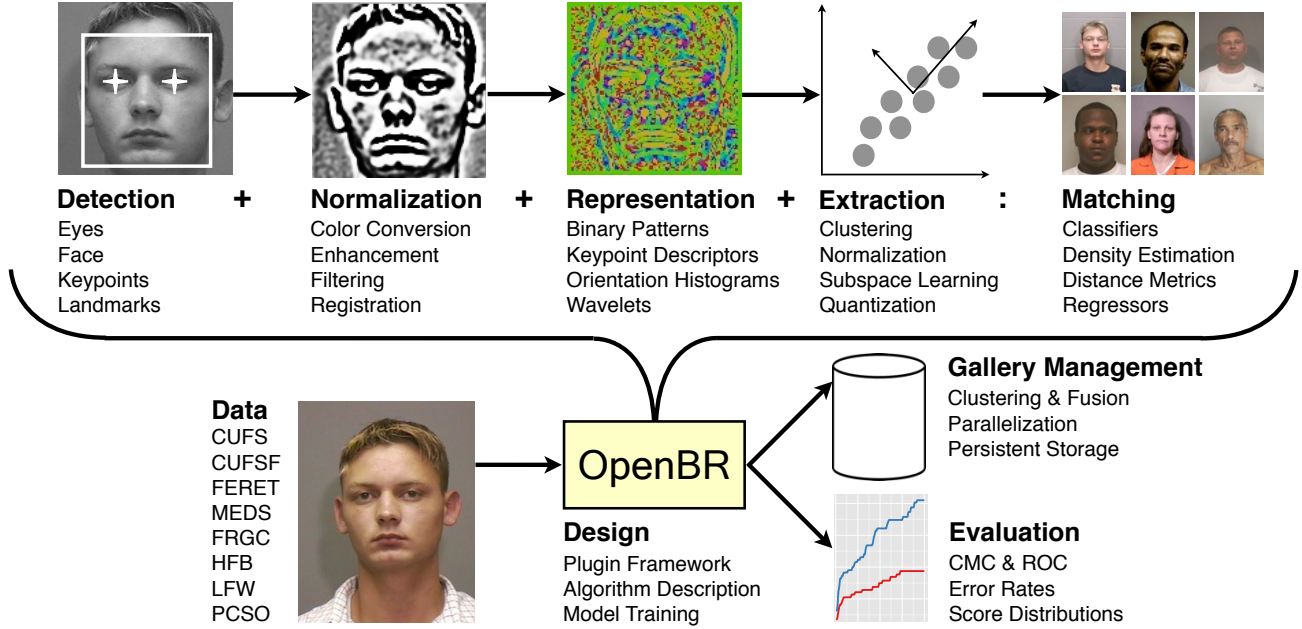 Detection + Normalization + Representation + Extraction : Matching
Eyes
Face
Keypoints
Landmarks
Color Conversion
Enhancement
Filtering
Registration
Binary Patterns
Keypoint Descriptors
Orientation Histograms
Wavelets
Clustering
Normalization
Subspace Learning
Quantization
Classifiers
Density Estimation
Distance Metrics
Regressors
Data
CUFS
CUFSF
FERET
MEDS
FRGC
HFB
LFW
PCSO
OpenBR
Design
Plugin Framework
Algorithm Description
Model Training
Gallery Management
Clustering & Fusion
Parallelization
Persistent Storage
Evaluation
CMC & ROC
Error Rates
Score Distributions